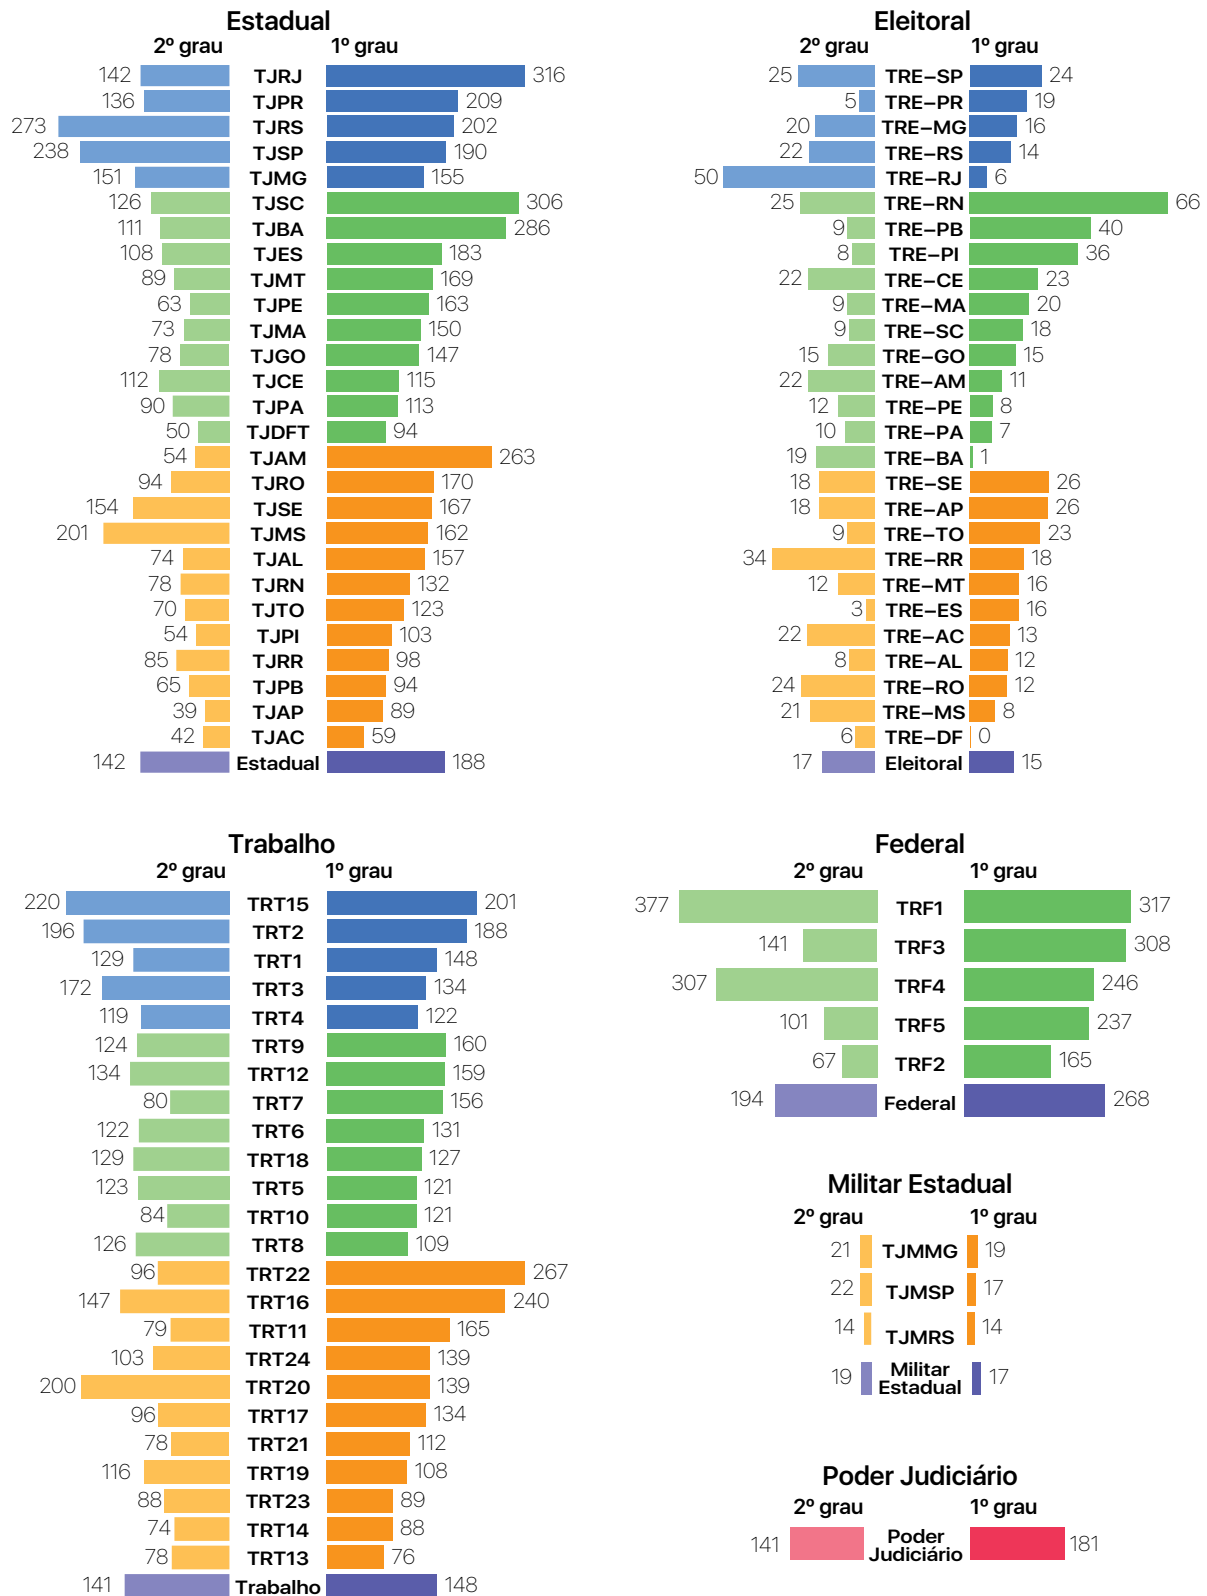 Estadual
2º grau 1º grau
142 TJRJ 316
136 TJPR 209
273 TJRS 202
238 TJSP 190
151 TJMG 155
126 TJSC 306
111 TJBA 286
108 TJES 183
89 TJMT 169
63 TJPE 163
73 TJMA 150
78 TJGO 147
112 TJCE 115
90 TJPA 113
50 TJDFT 94
54 TJAM 263
94 TJRO 170
154 TJSE 167
201 TJMS 162
74 TJAL 157
78 TJRN 132
70 TJTO 123
54 TJPI 103
85 TJRR 98
65 TJPB 94
39 TJAP 89
42 TJAC 59
142 Estadual 188
Eleitoral
2º grau 1º grau
25 TRE–SP 24
5 TRE–PR 19
20 TRE–MG 16
22 TRE–RS 14
50 TRE–RJ 6
25 TRE–RN 66
9 TRE–PB 40
8 TRE–PI 36
22 TRE–CE 23
9 TRE–MA 20
9 TRE–SC 18
15 TRE–GO 15
22 TRE–AM 11
12 TRE–PE 8
10 TRE–PA 7
19 TRE–BA 1
18 TRE–SE 26
18 TRE–AP 26
9 TRE–TO 23
34 TRE–RR 18
12 TRE–MT 16
3 TRE–ES 16
22 TRE–AC 13
8 TRE–AL 12
24 TRE–RO 12
21 TRE–MS 8
6 TRE–DF 0
17 Eleitoral 15
Trabalho
2º grau 1º grau
220 TRT15 201
196 TRT2 188
129 TRT1 148
172 TRT3 134
119 TRT4 122
124 TRT9 160
134 TRT12 159
80 TRT7 156
122 TRT6 131
129 TRT18 127
123 TRT5 121
84 TRT10 121
126 TRT8 109
96 TRT22 267
147 TRT16 240
79 TRT11 165
103 TRT24 139
200 TRT20 139
96 TRT17 134
78 TRT21 112
116 TRT19 108
88 TRT23 89
74 TRT14 88
78 TRT13 76
141 Trabalho 148
Federal
2º grau 1º grau
377 TRF1 317
141 TRF3 308
307 TRF4 246
101 TRF5 237
67 TRF2 165
194 Federal 268
Militar Estadual
2º grau 1º grau
21 TJMMG 19
22 TJMSP 17
14 TJMRS 14
19 Militar 17
Estadual
Poder Judiciário
2º grau 1º grau
141 Poder 181
Judiciário